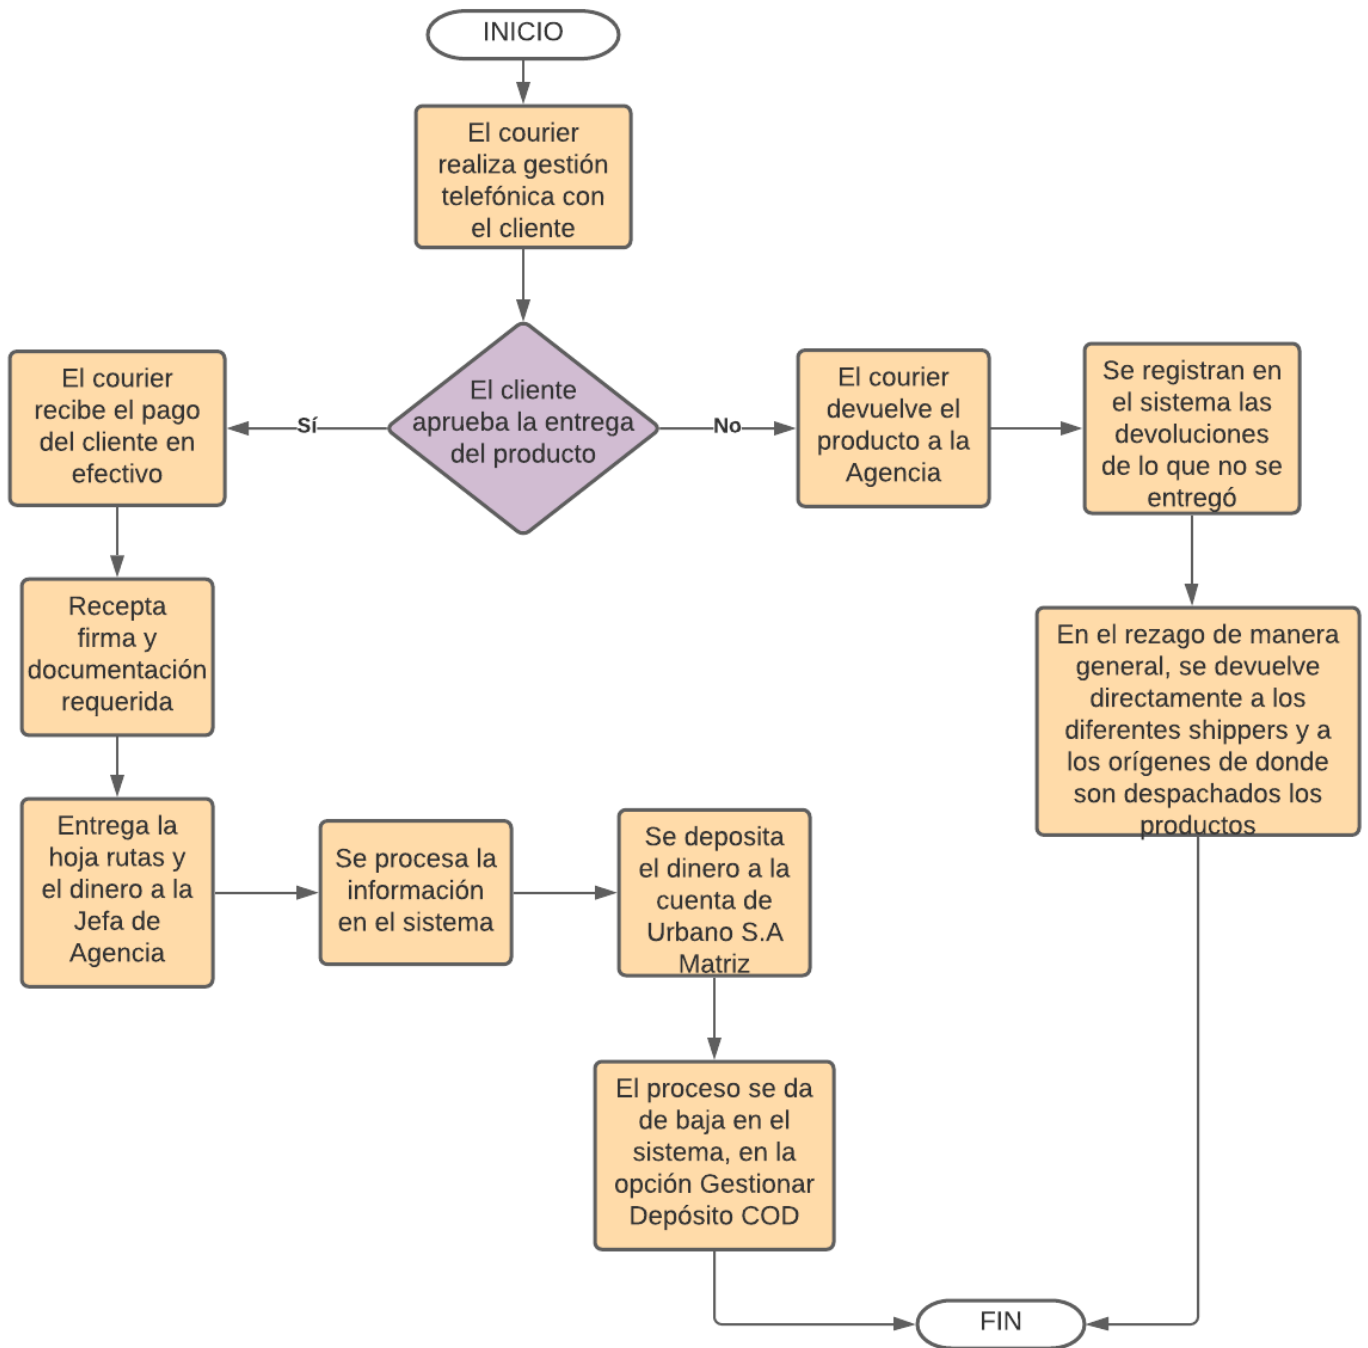 INICIO
El courier
realiza gestión
telefónica con
el cliente
El cliente
aprueba la entrega
del producto
Sí
No
El courier
recibe el pago
del cliente en
efectivo
Recepta
firma y
documentación
requerida
Entrega la
hoja rutas y
el dinero a la
Jefa de
Agencia
Se procesa la
información
en el sistema
Se deposita
el dinero a la
cuenta de
Urbano S.A
Matriz
El proceso se da
de baja en el
sistema, en la
opción Gestionar
Depósito COD
El courier
devuelve el
producto a la
Agencia
Se registran en
el sistema las
devoluciones
de lo que no se
entregó
En el rezago de manera
general, se devuelve
directamente a los
diferentes shippers y a
los orígenes de donde
son despachados los
productos
FIN